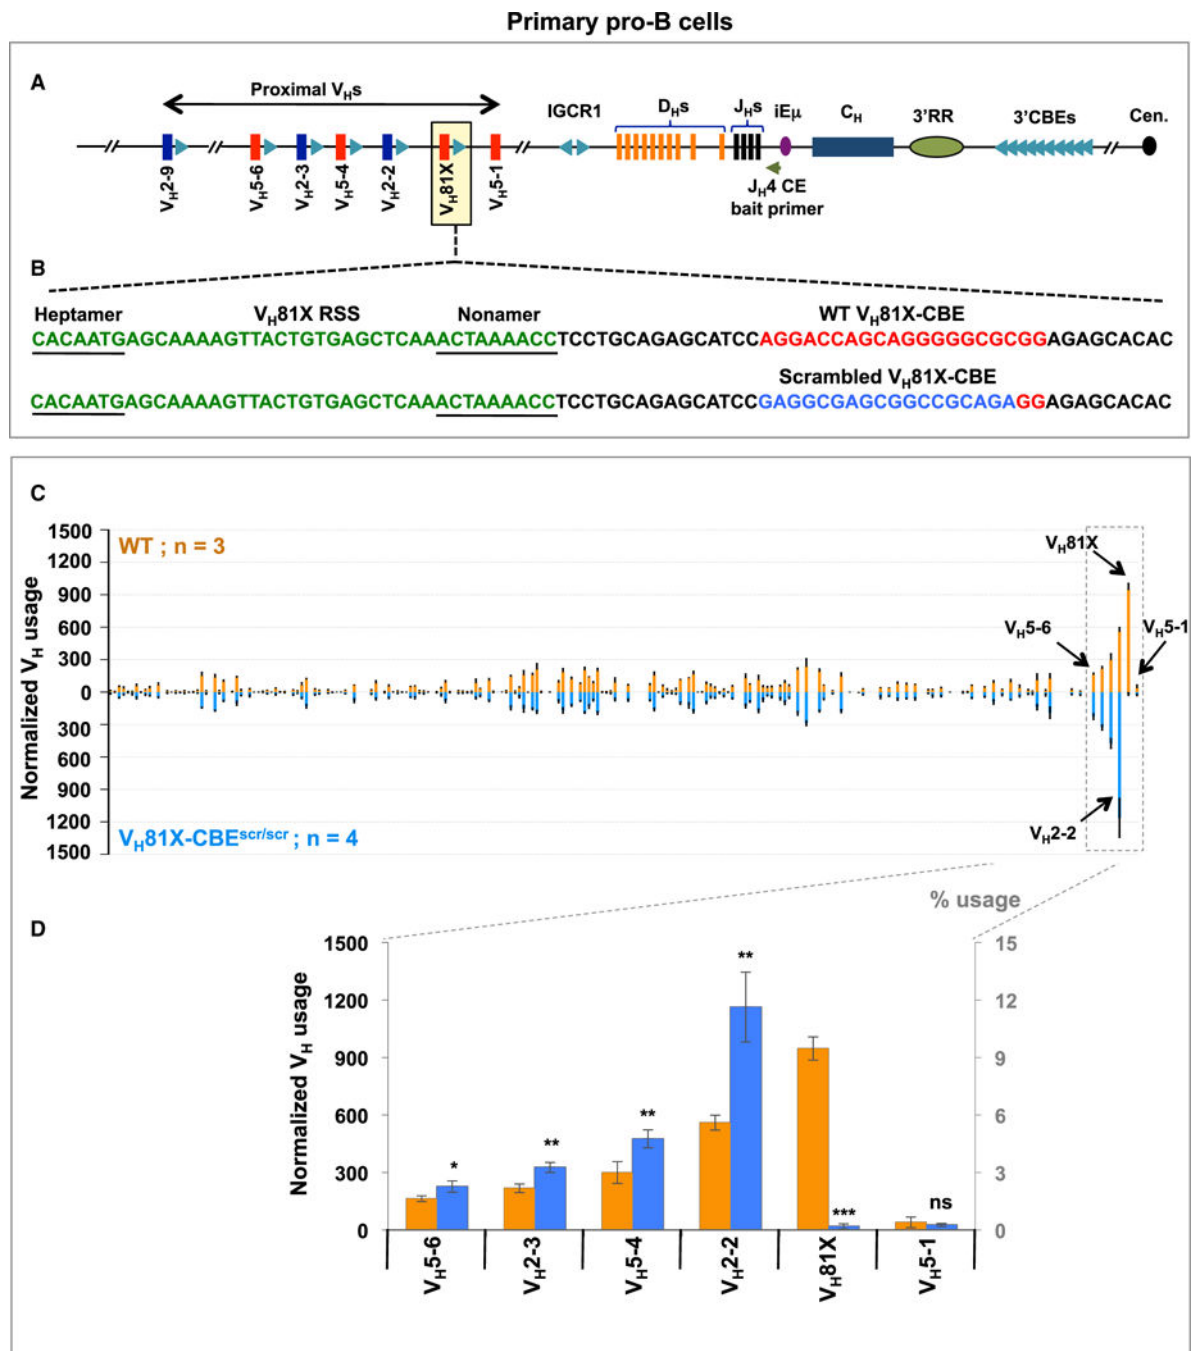 Primary pro-B cells
A
Proximal VHs
IGCR1
DHs
JHs
iEμ
CH
3'RR
3'CBEs
Cen.
VH2-9
VH5-6
VH2-3
VH5-4
VH2-2
VH81X
VH5-1
JH4 CE
bait primer
B
Heptamer
VH81X RSS
Nonamer
WT VH81X-CBE
CACAATGAGCAAAAGTTACTGTGAGCTCAAACTAAAACCTCCTGCAGAGCATCCAGGACCAGCAGGGGGCGCGGAGAGCACAC
Scrambled VH81X-CBE
CACAATGAGCAAAAGTTACTGTGAGCTCAAACTAAAACCTCCTGCAGAGCATCCGAGGCGAGCGGCCGCAGAGGAGAGCACAC
C
Normalized VH usage
Normalized VH usage
1500
1200
900
600
300
0
300
600
900
1200
1500
WT ; n = 3
VH81X-CBEscr/scr ; n = 4
VH81X
VH5-6
VH5-1
VH2-2
D
% usage
Normalized VH usage
1500
1200
900
600
300
0
15
12
9
6
3
0
*
**
**
**
***
ns
VH5-6
VH2-3
VH5-4
VH2-2
VH81X
VH5-1